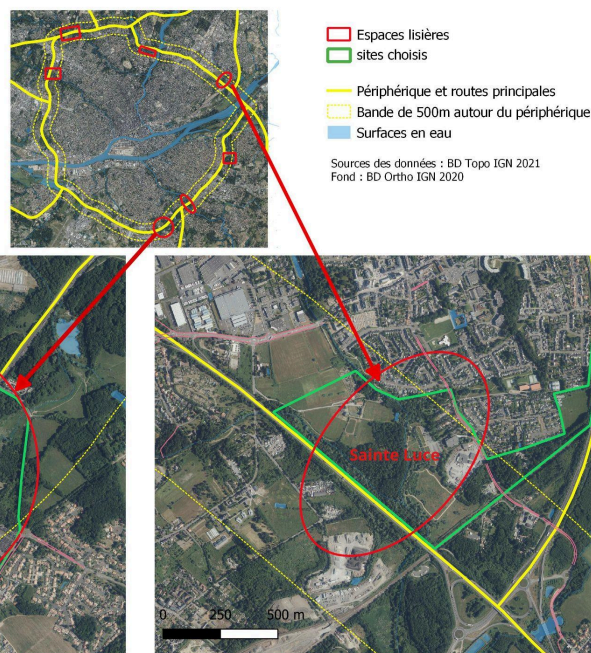 Espaces lisières
sites choisis
Périphérique et routes principales
Bande de 500m autour du périphérique
Surfaces en eau
Sources des données : BD Topo IGN 2021
Fond : BD Ortho IGN 2020
Sainte Luce
0 250 500 m